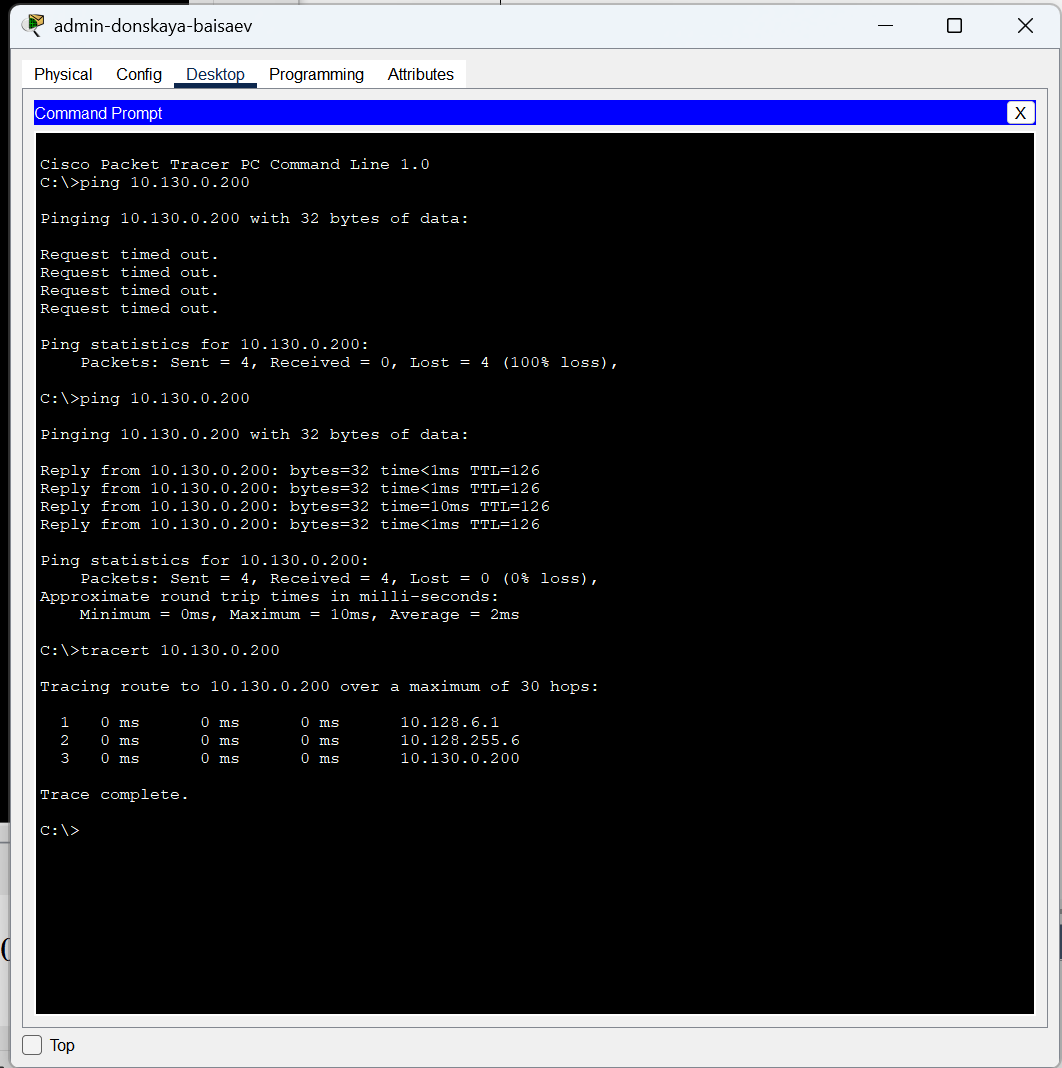 admin-donskaya-baisaev
Physical Config Desktop Programming Attributes
Command Prompt
X
Cisco Packet Tracer PC Command Line 1.0
C:\>ping 10.130.0.200
Pinging 10.130.0.200 with 32 bytes of data:
Request timed out.
Request timed out.
Request timed out.
Request timed out.
Ping statistics for 10.130.0.200:
Packets: Sent = 4, Received = 0, Lost = 4 (100% loss),
C:\>ping 10.130.0.200
Pinging 10.130.0.200 with 32 bytes of data:
Reply from 10.130.0.200: bytes=32 time<1ms TTL=126
Reply from 10.130.0.200: bytes=32 time<1ms TTL=126
Reply from 10.130.0.200: bytes=32 time=10ms TTL=126
Reply from 10.130.0.200: bytes=32 time<1ms TTL=126
Ping statistics for 10.130.0.200:
Packets: Sent = 4, Received = 4, Lost = 0 (0% loss),
Approximate round trip times in milli-seconds:
Minimum = 0ms, Maximum = 10ms, Average = 2ms
C:\>tracert 10.130.0.200
Tracing route to 10.130.0.200 over a maximum of 30 hops:
1 0 ms 0 ms 0 ms 10.128.6.1
2 0 ms 0 ms 0 ms 10.128.255.6
3 0 ms 0 ms 0 ms 10.130.0.200
Trace complete.
C:\>
Top